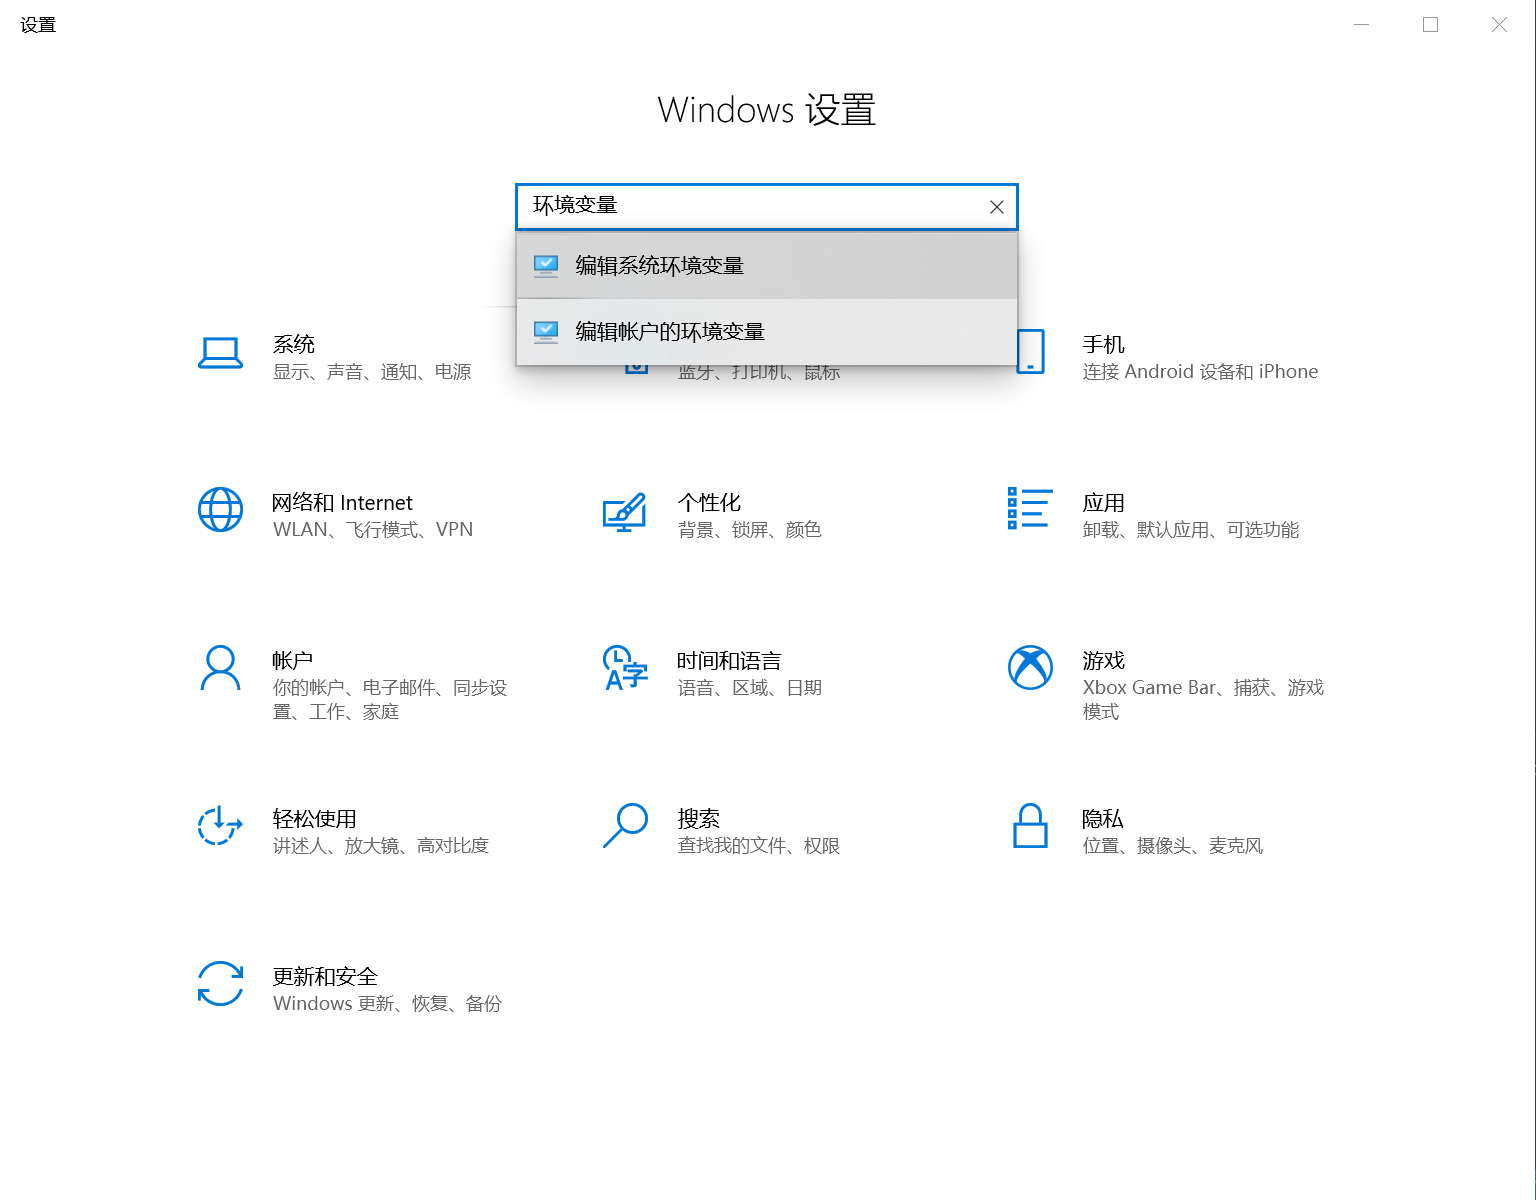 设置
Windows 设置
环境变量
编辑系统环境变量
编辑帐户的环境变量
系统
显示、声音、通知、电源
蓝牙、打印机、鼠标
手机
连接 Android 设备和 iPhone
网络和 Internet
WLAN、飞行模式、VPN
个性化
背景、锁屏、颜色
应用
卸载、默认应用、可选功能
帐户
你的帐户、电子邮件、同步设
置、工作、家庭
时间和语言
语音、区域、日期
游戏
Xbox Game Bar、捕获、游戏
模式
轻松使用
讲述人、放大镜、高对比度
搜索
查找我的文件、权限
隐私
位置、摄像头、麦克风
更新和安全
Windows 更新、恢复、备份